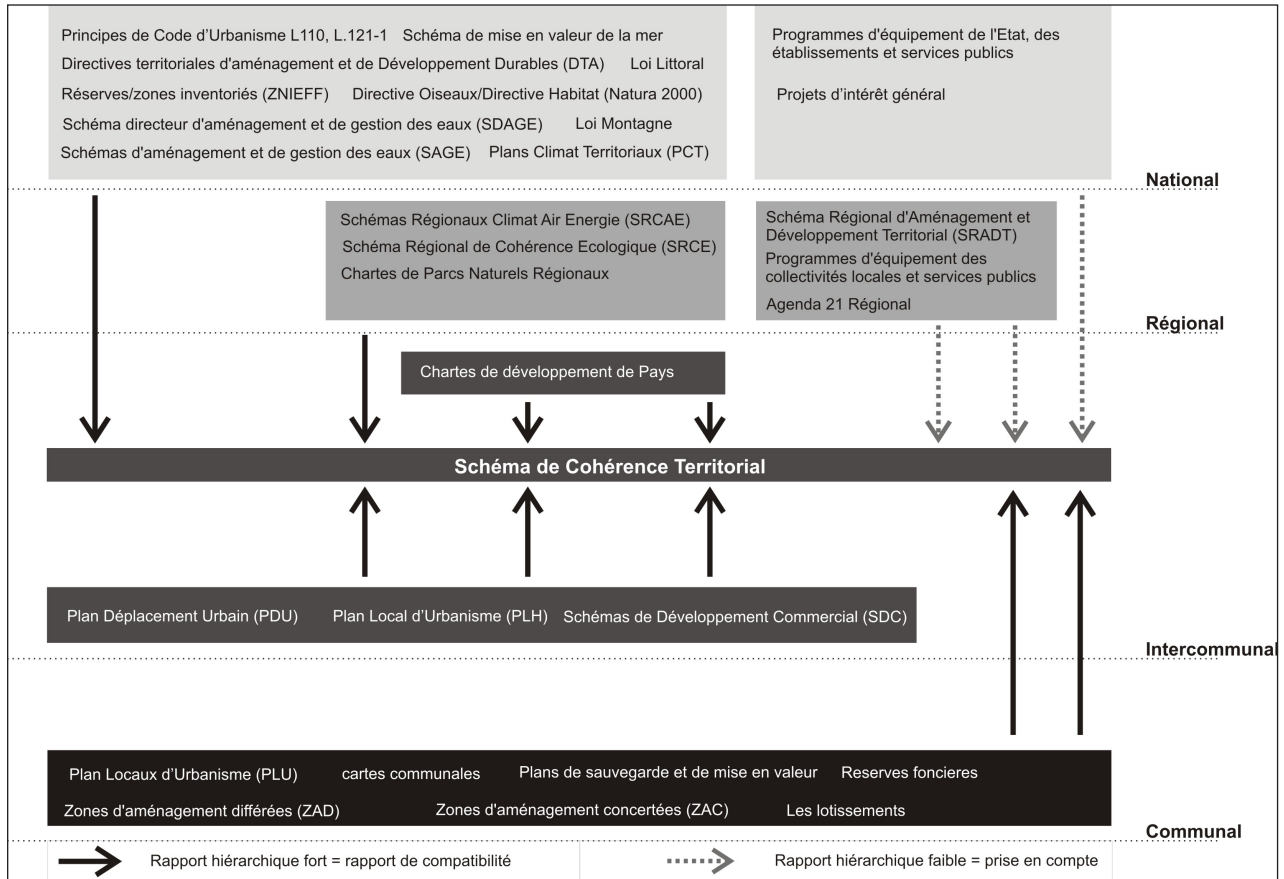 Principes de Code d'Urbanisme L110, L.121-1 Schéma de mise en valeur de la mer
Directives territoriales d'aménagement et de Développement Durables (DTA) Loi Littoral
Réserves/zones inventoriés (ZNIEFF) Directive Oiseaux/Directive Habitat (Natura 2000)
Schéma directeur d'aménagement et de gestion des eaux (SDAGE) Loi Montagne
Schémas d'aménagement et de gestion des eaux (SAGE) Plans Climat Territoriaux (PCT)
Programmes d'équipement de l'Etat, des
établissements et services publics
Projets d'intérêt général
National
Schémas Régionaux Climat Air Energie (SRCAE)
Schéma Régional de Cohérence Ecologique (SRCE)
Chartes de Parcs Naturels Régionaux
Schéma Régional d'Aménagement et
Développement Territorial (SRADT)
Programmes d'équipement des
collectivités locales et services publics
Agenda 21 Régional
Régional
Chartes de développement de Pays
Schéma de Cohérence Territorial
Plan Déplacement Urbain (PDU) Plan Local d'Urbanisme (PLH) Schémas de Développement Commercial (SDC)
Intercommunal
Plan Locaux d'Urbanisme (PLU) cartes communales Plans de sauvegarde et de mise en valeur Reserves foncieres
Zones d'aménagement différées (ZAD) Zones d'aménagement concertées (ZAC) Les lotissements
Communal
Rapport hiérarchique fort = rapport de compatibilité
Rapport hiérarchique faible = prise en compte